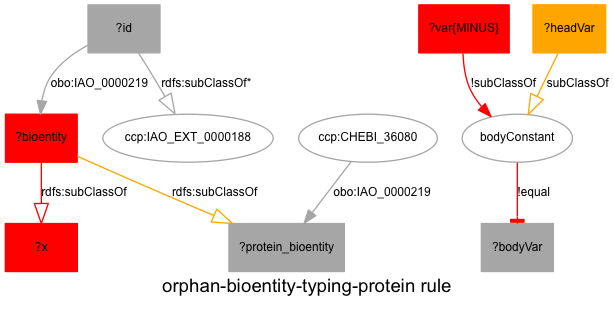 ?id
?var{MINUS}
?headVar
obo:IAO_0000219
rdfs:subClassOf*
!subClassOf
subClassOf
?bioentity
ccp:IAO_EXT_0000188
ccp:CHEBI_36080
bodyConstant
rdfs:subClassOf
rdfs:subClassOf
obo:IAO_0000219
!equal
?x
?protein_bioentity
?bodyVar
orphan-bioentity-typing-protein rule